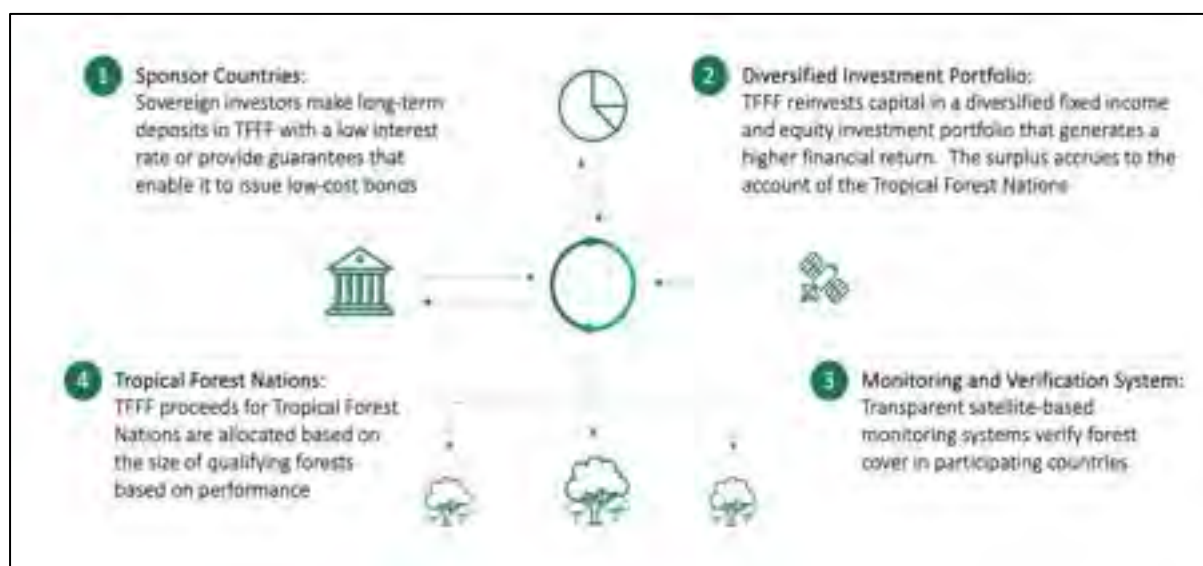 1 Sponsor Countries:
Sovereign investors make long-term
deposits in TFFF with a low interest
rate or provide guarantees that
enable it to issue low-cost bonds
2 Diversified Investment Portfolio:
TFFF reinvests capital in a diversified fixed income
and equity investment portfolio that generates a
higher financial return. The surplus accrues to the
account of the Tropical Forest Nations
3 Monitoring and Verification System:
Transparent satellite-based
monitoring systems verify forest
cover in participating countries
4 Tropical Forest Nations:
TFFF proceeds for Tropical Forest
Nations are allocated based on
the size of qualifying forests
based on performance